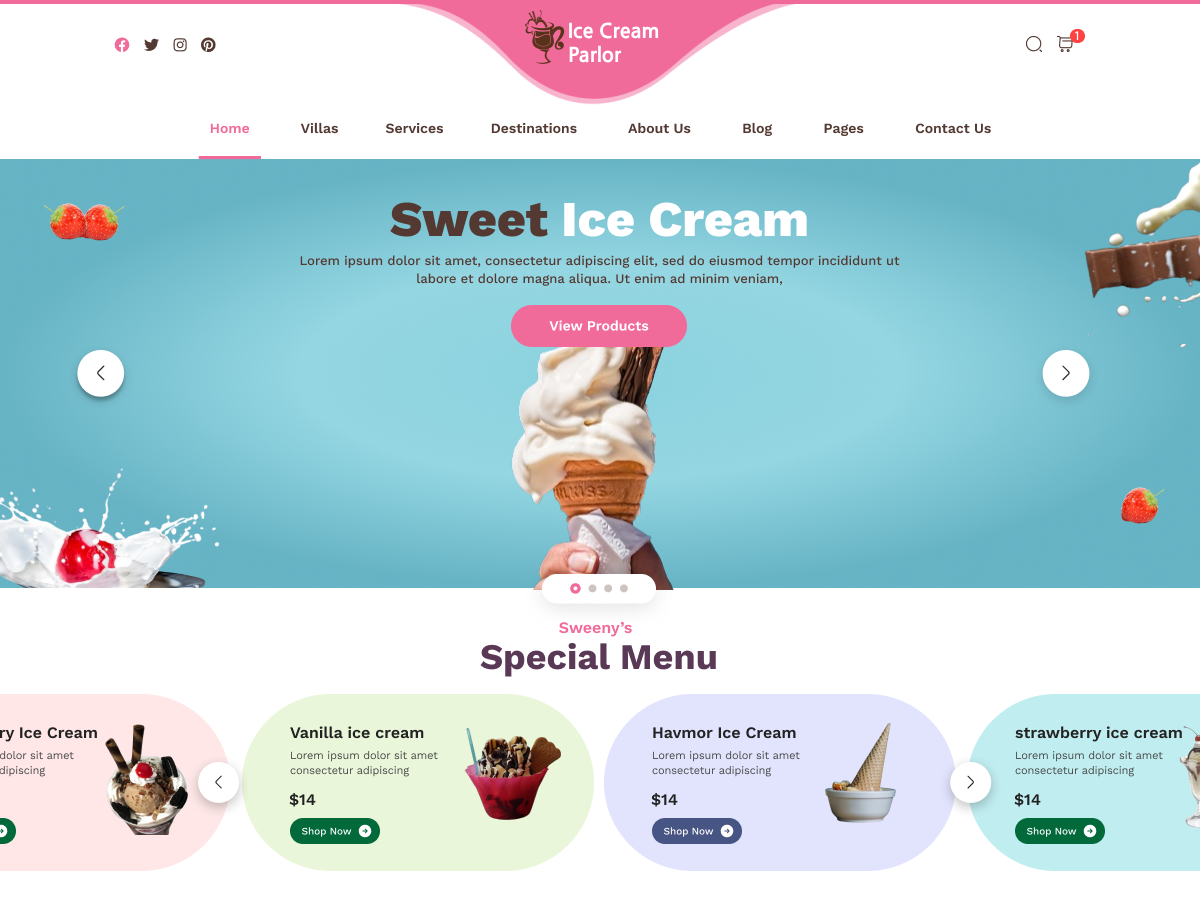 Ice Cream
Parlor
1
Home Villas Services Destinations About Us Blog Pages Contact Us
Sweet Ice Cream
Lorem ipsum dolor sit amet, consectetur adipiscing elit, sed do eiusmod tempor incididunt ut
labore et dolore magna aliqua. Ut enim ad minim veniam,
View Products
Sweeny’s
Special Menu
ry Ice Cream
dolor sit amet
dipiscing
Vanilla ice cream
Lorem ipsum dolor sit amet
consectetur adipiscing
$14
Shop Now
Havmor Ice Cream
Lorem ipsum dolor sit amet
consectetur adipiscing
$14
Shop Now
strawberry ice cream
Lorem ipsum dolor sit amet
consectetur adipiscing
$14
Shop Now